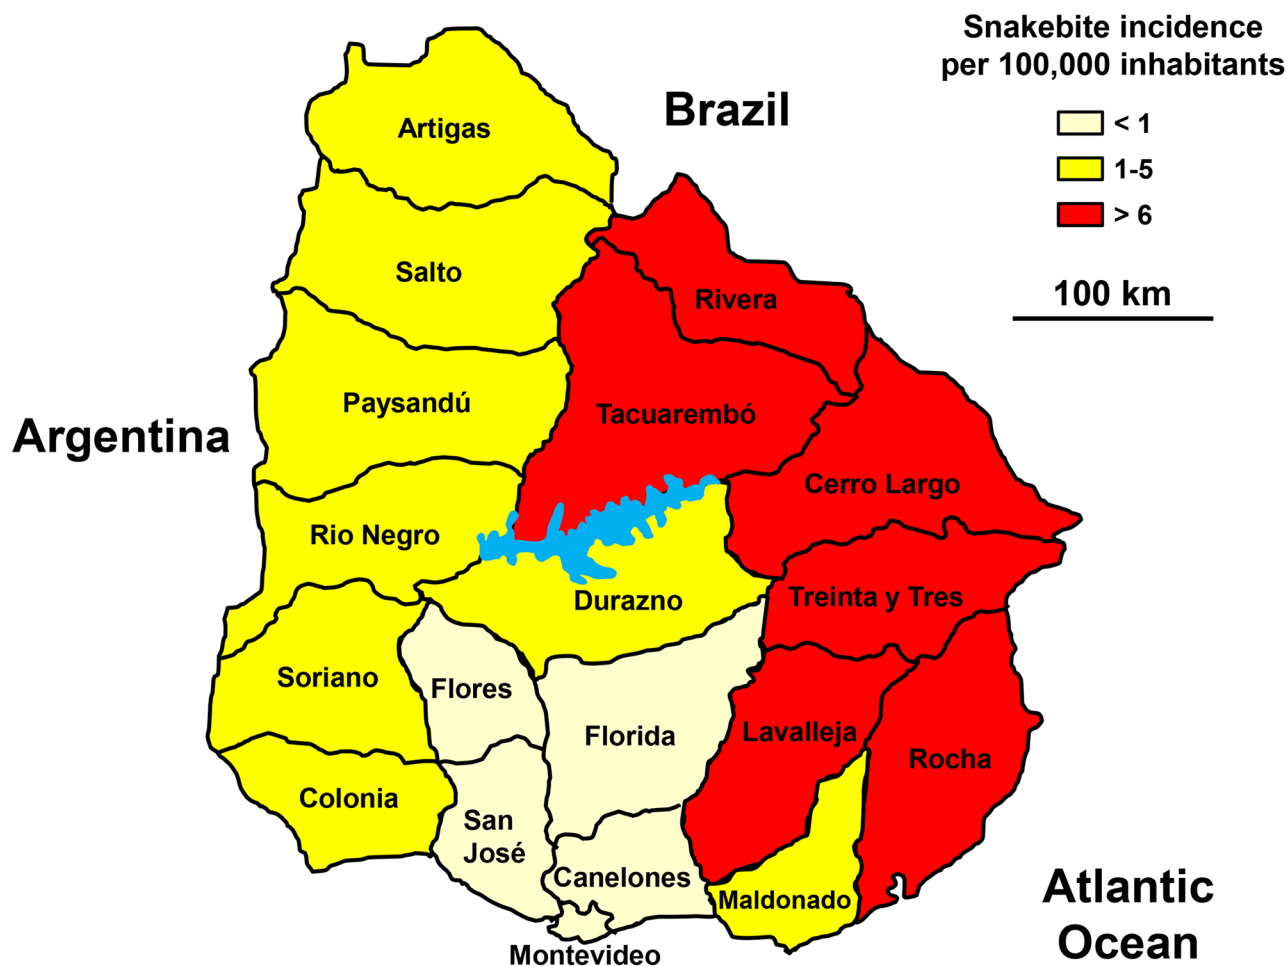 Snakebite incidence
per 100,000 inhabitants
< 1
1-5
> 6
100 km
Brazil
Argentina
Atlantic
Ocean
Artigas
Salto
Rivera
Paysandú
Tacuarembó
Cerro Largo
Rio Negro
Durazno
Treinta y Tres
Soriano
Flores
Florida
Lavalleja
Rocha
Colonia
San
José
Canelones
Maldonado
Montevideo